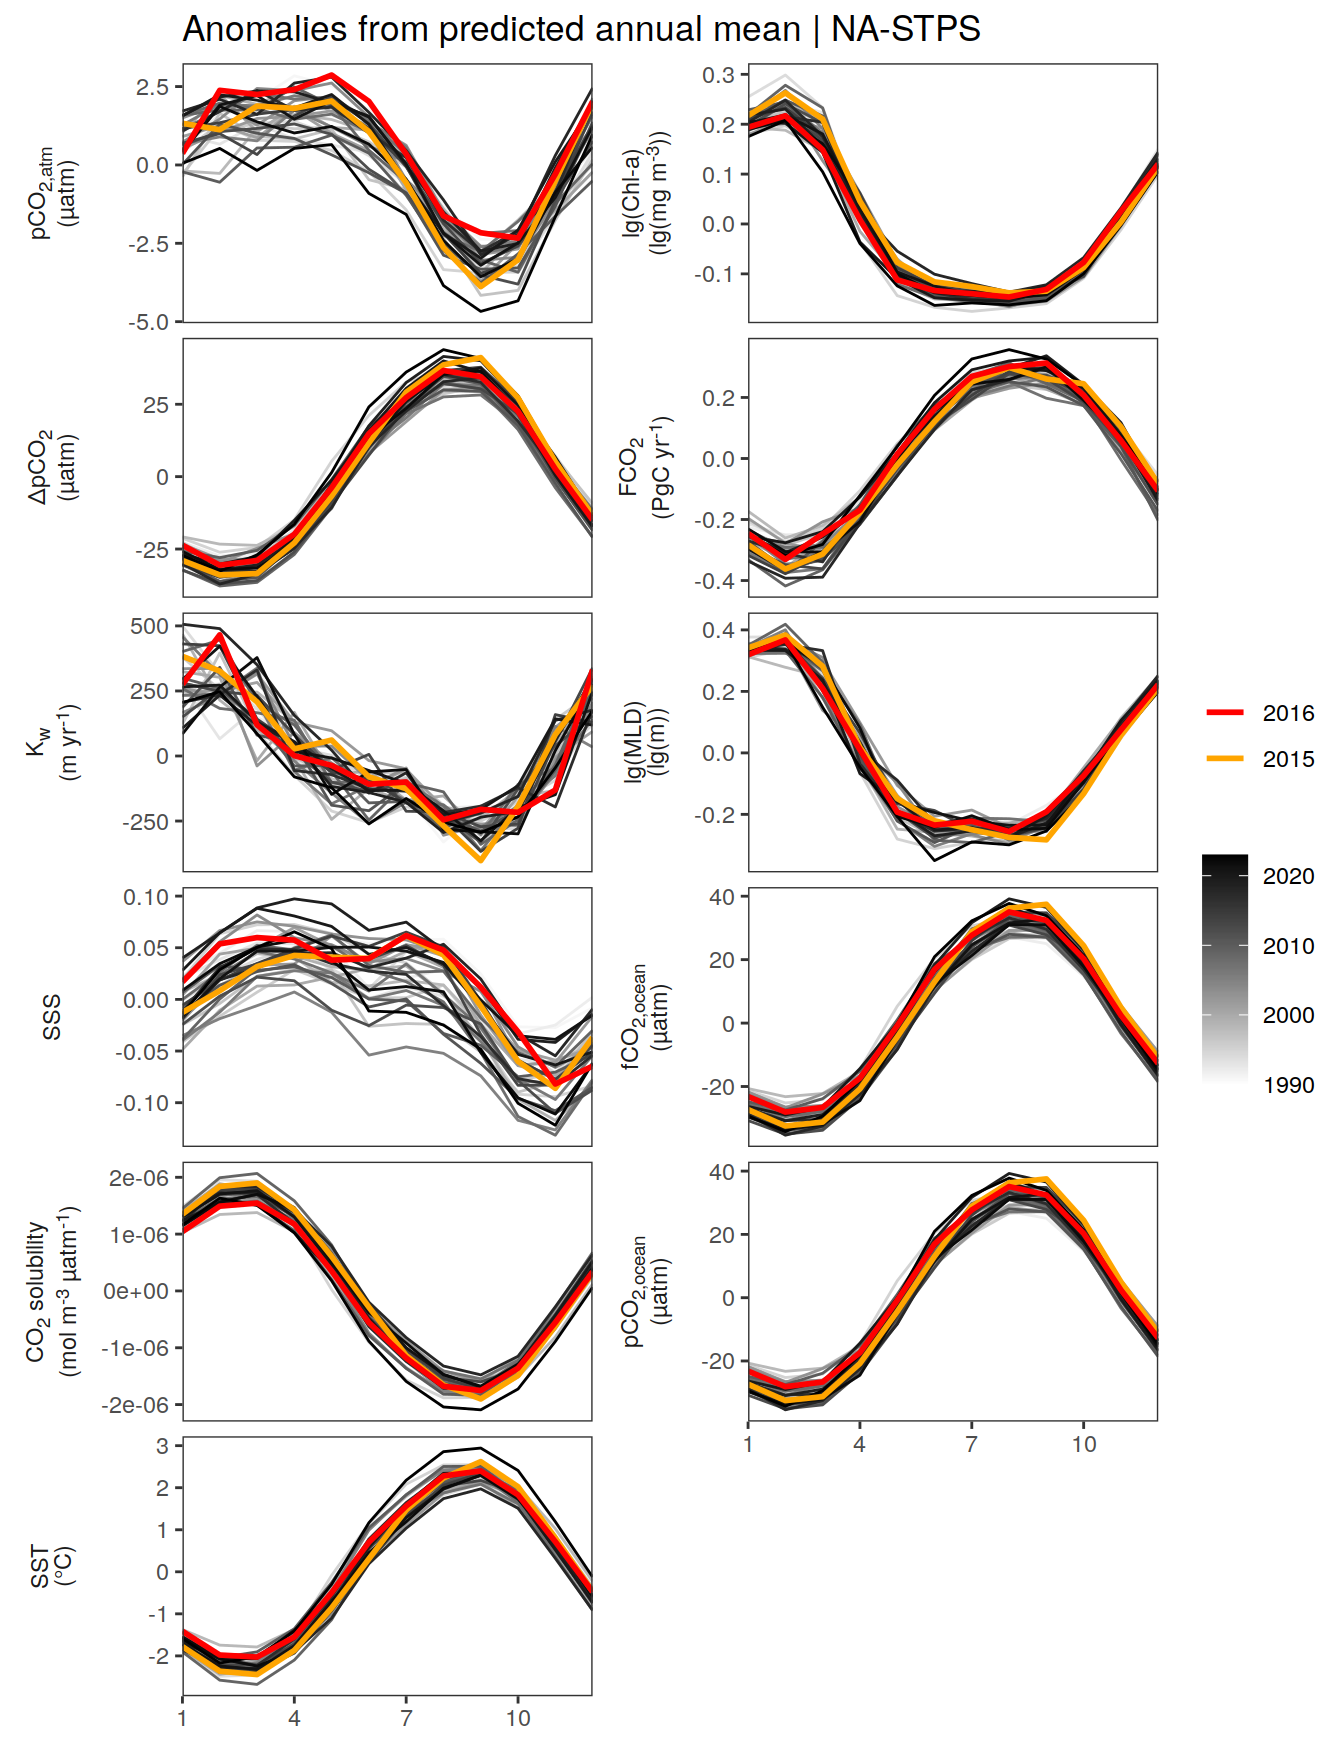 Anomalies from predicted annual mean | NA-STPS
pCO2,atm
(µatm)
2.5
0.0
-2.5
-5.0
lg(Chl-a)
(lg(mg m-3))
0.3
0.2
0.1
0.0
-0.1
ΔpCO2
(µatm)
25
0
-25
FCO2
(PgC yr-1)
0.2
0.0
-0.2
-0.4
Kw
(m yr-1)
500
250
0
-250
lg(MLD)
(lg(m))
0.4
0.2
0.0
-0.2
SSS
0.10
0.05
0.00
-0.05
-0.10
fCO2,ocean
(µatm)
40
20
0
-20
CO2 solubility
(mol m-3 µatm-1)
2e-06
1e-06
0e+00
-1e-06
-2e-06
pCO2,ocean
(µatm)
40
20
0
-20
1 4 7 10
SST
(°C)
3
2
1
0
-1
-2
1 4 7 10
2016
2015
2020
2010
2000
1990